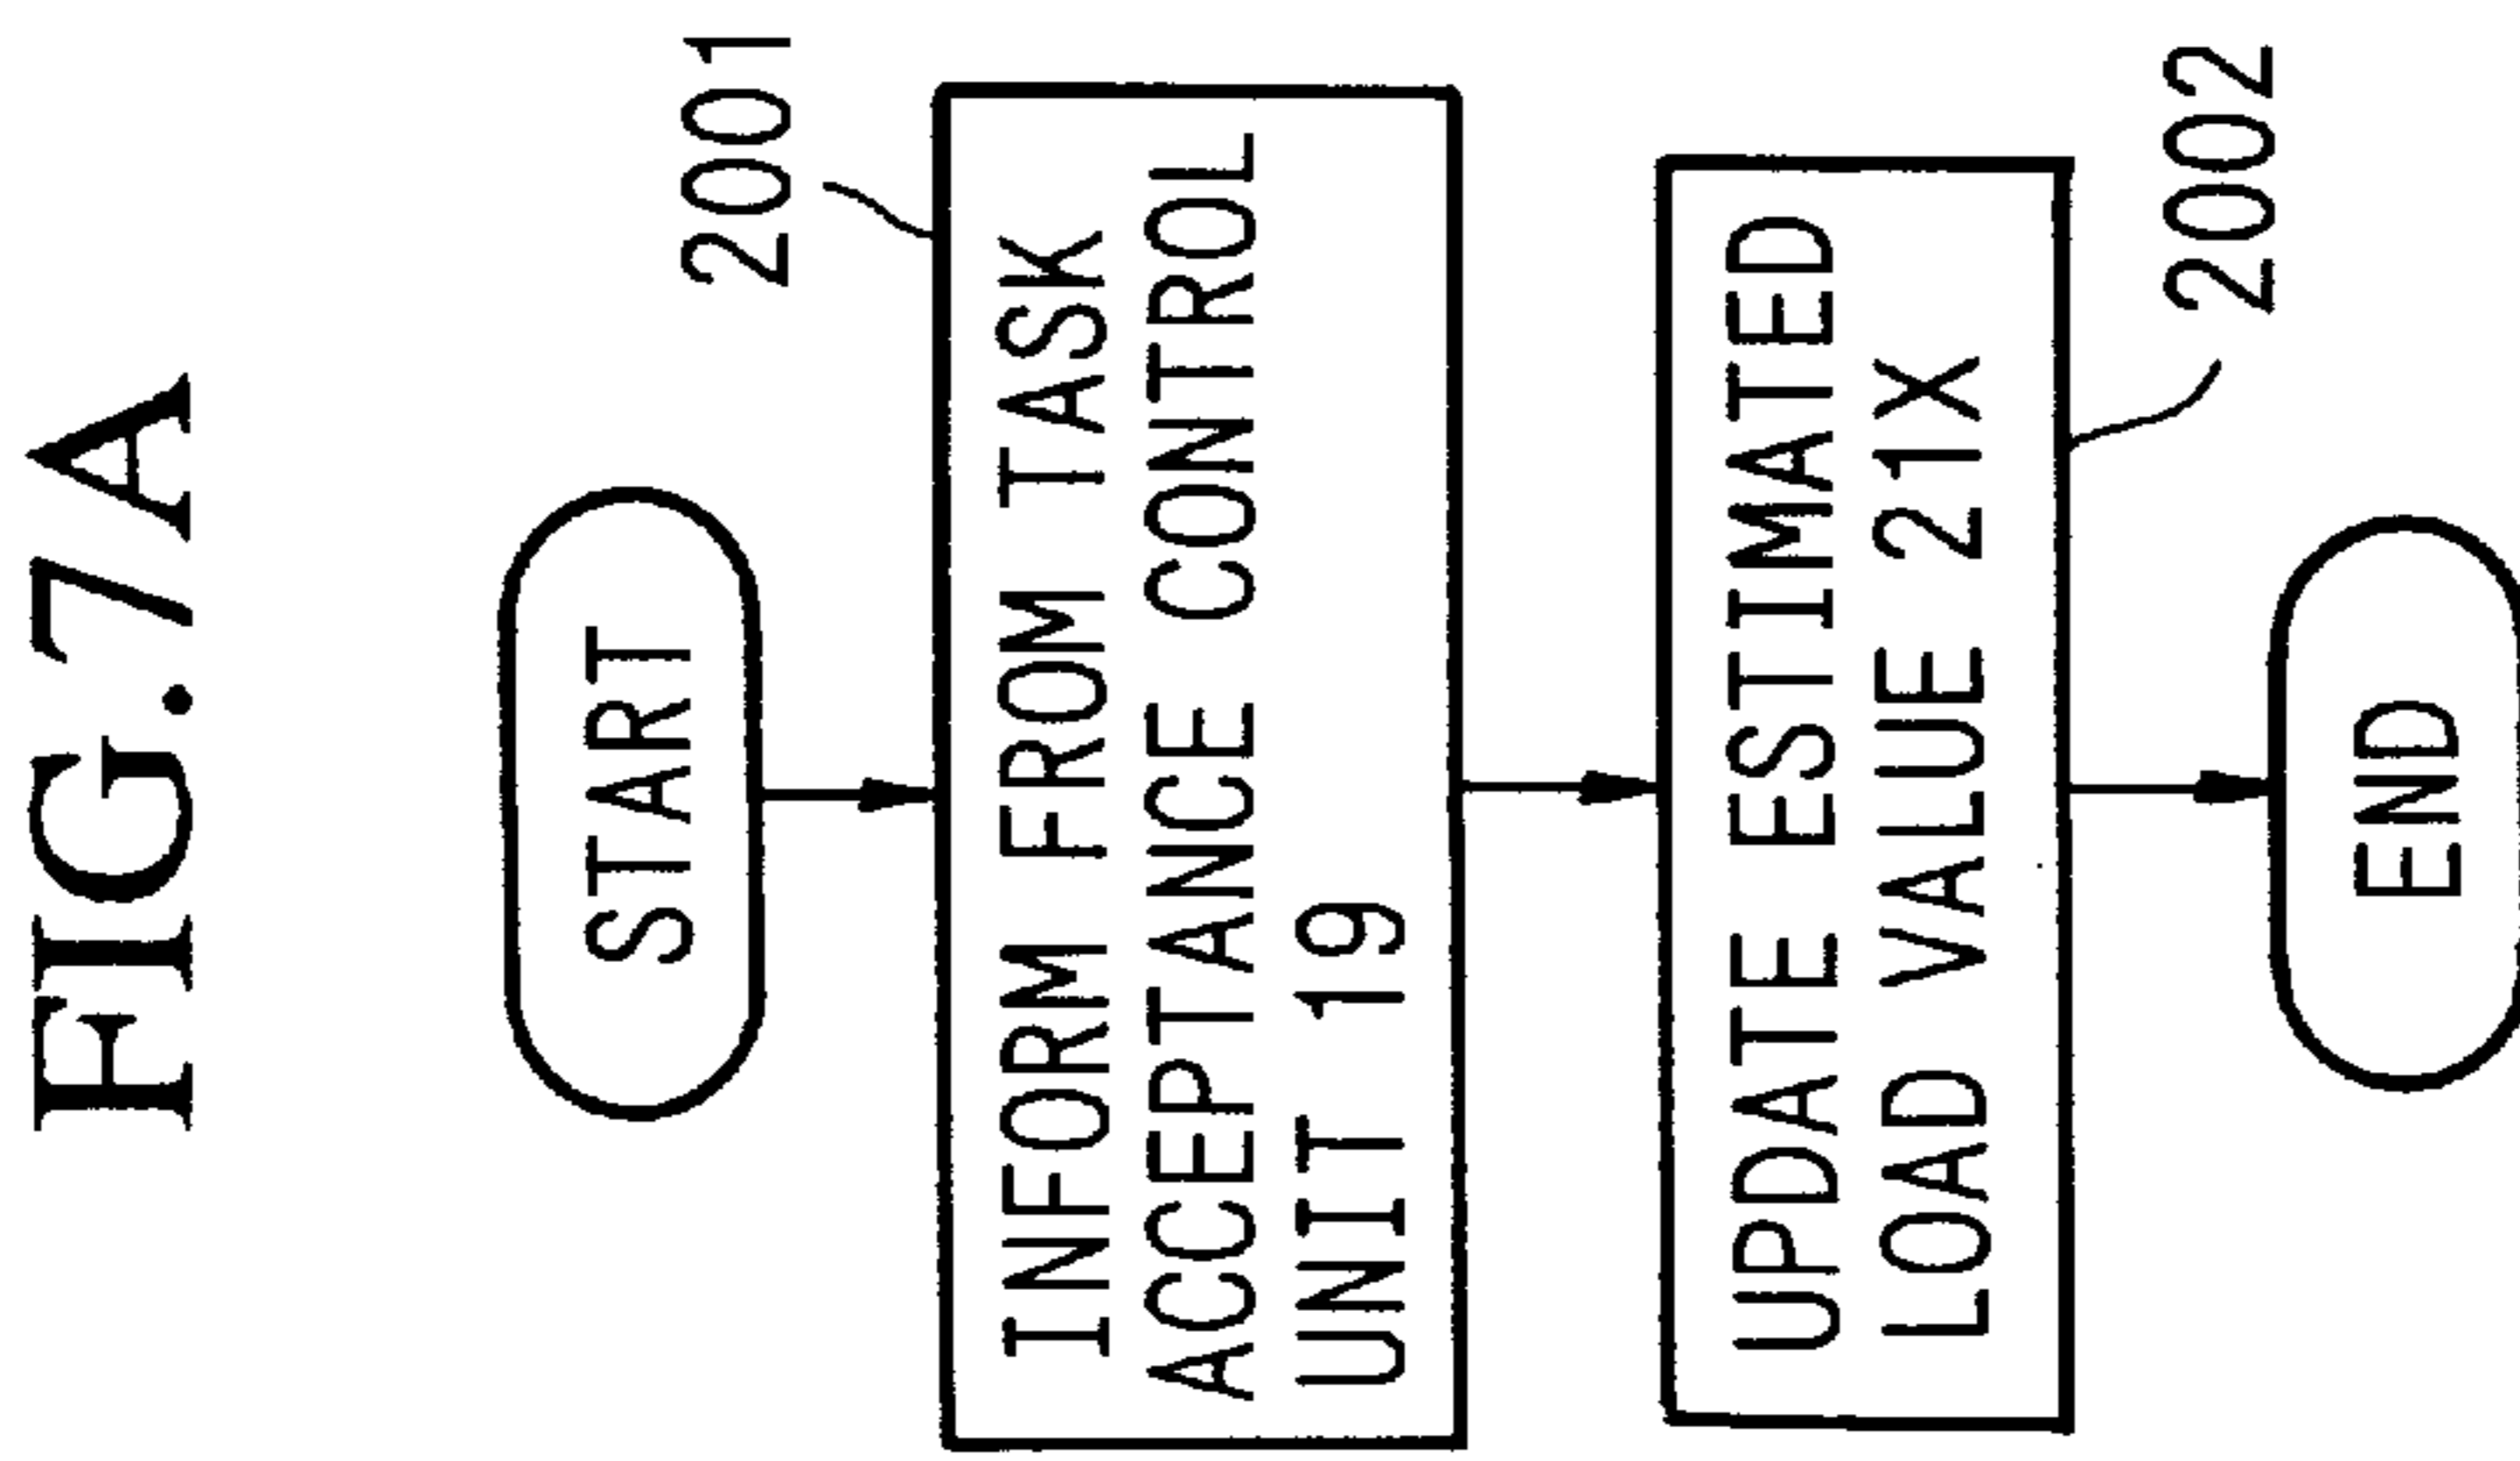 FIG.7A
START
2001
INFORM FROM TASK
ACCEPTANCE CONTROL
UNIT 19
UPDATE ESTIMATED
LOAD VALUE 21X
2002
END